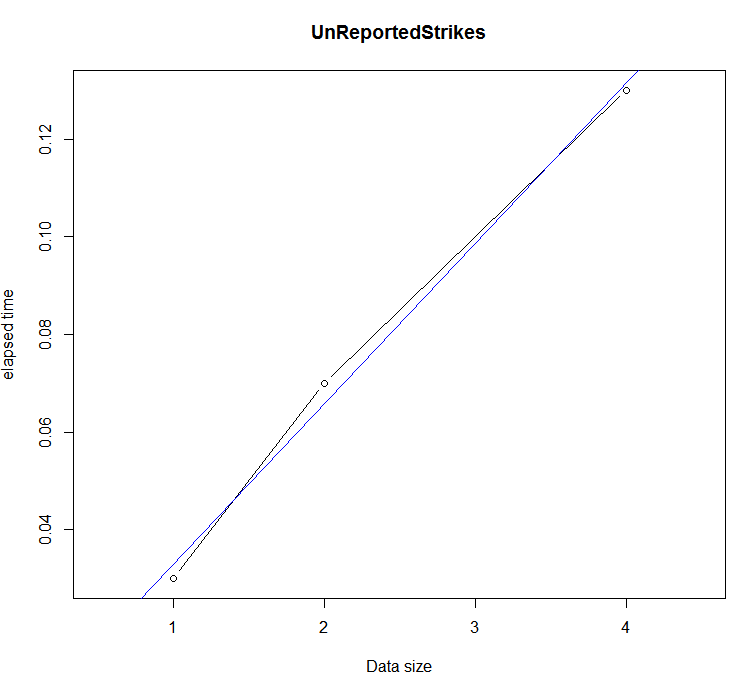 UnReportedStrikes
0.12
0.10
0.08
0.06
0.04
elapsed time
1 2 3 4
Data size